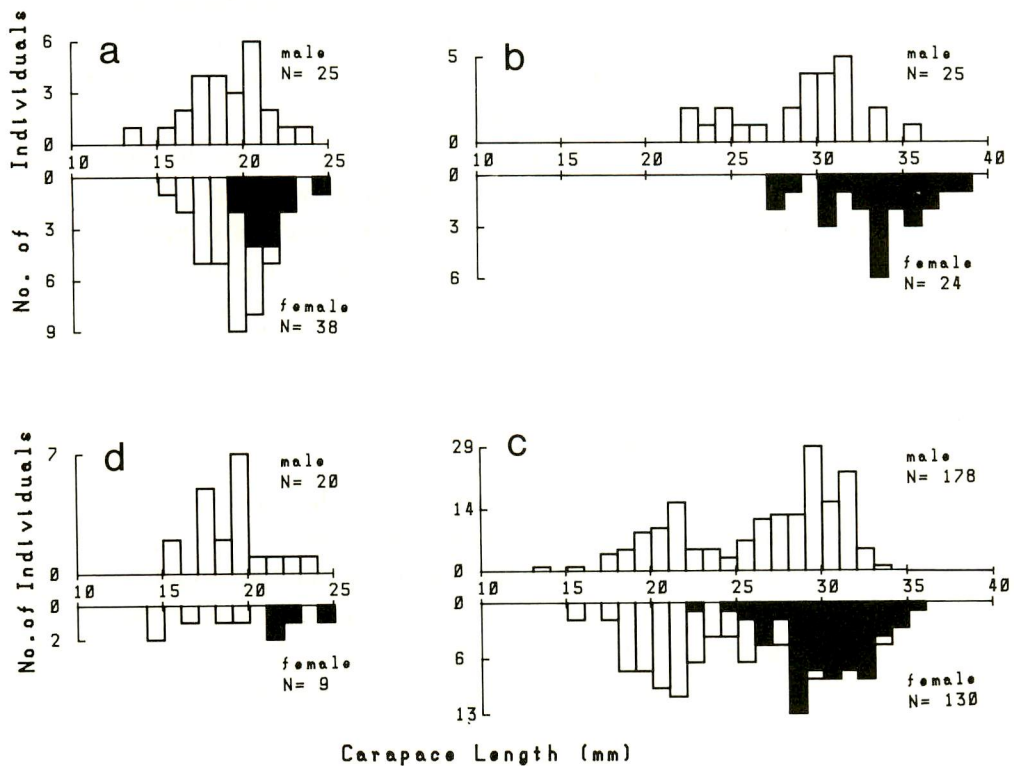 No. of Individuals
a
6
3
0
male
N= 25
10 15 20 25
0
3
6
9
female
N= 38
b
5
0
male
N= 25
10 15 20 25 30 35 40
0
3
6
female
N= 24
No.of Individuals
d
7
0
male
N= 20
10 15 20 25
0
2
female
N= 9
c
29
14
0
male
N= 178
10 15 20 25 30 35 40
0
6
13
female
N= 130
Carapace Length (mm)